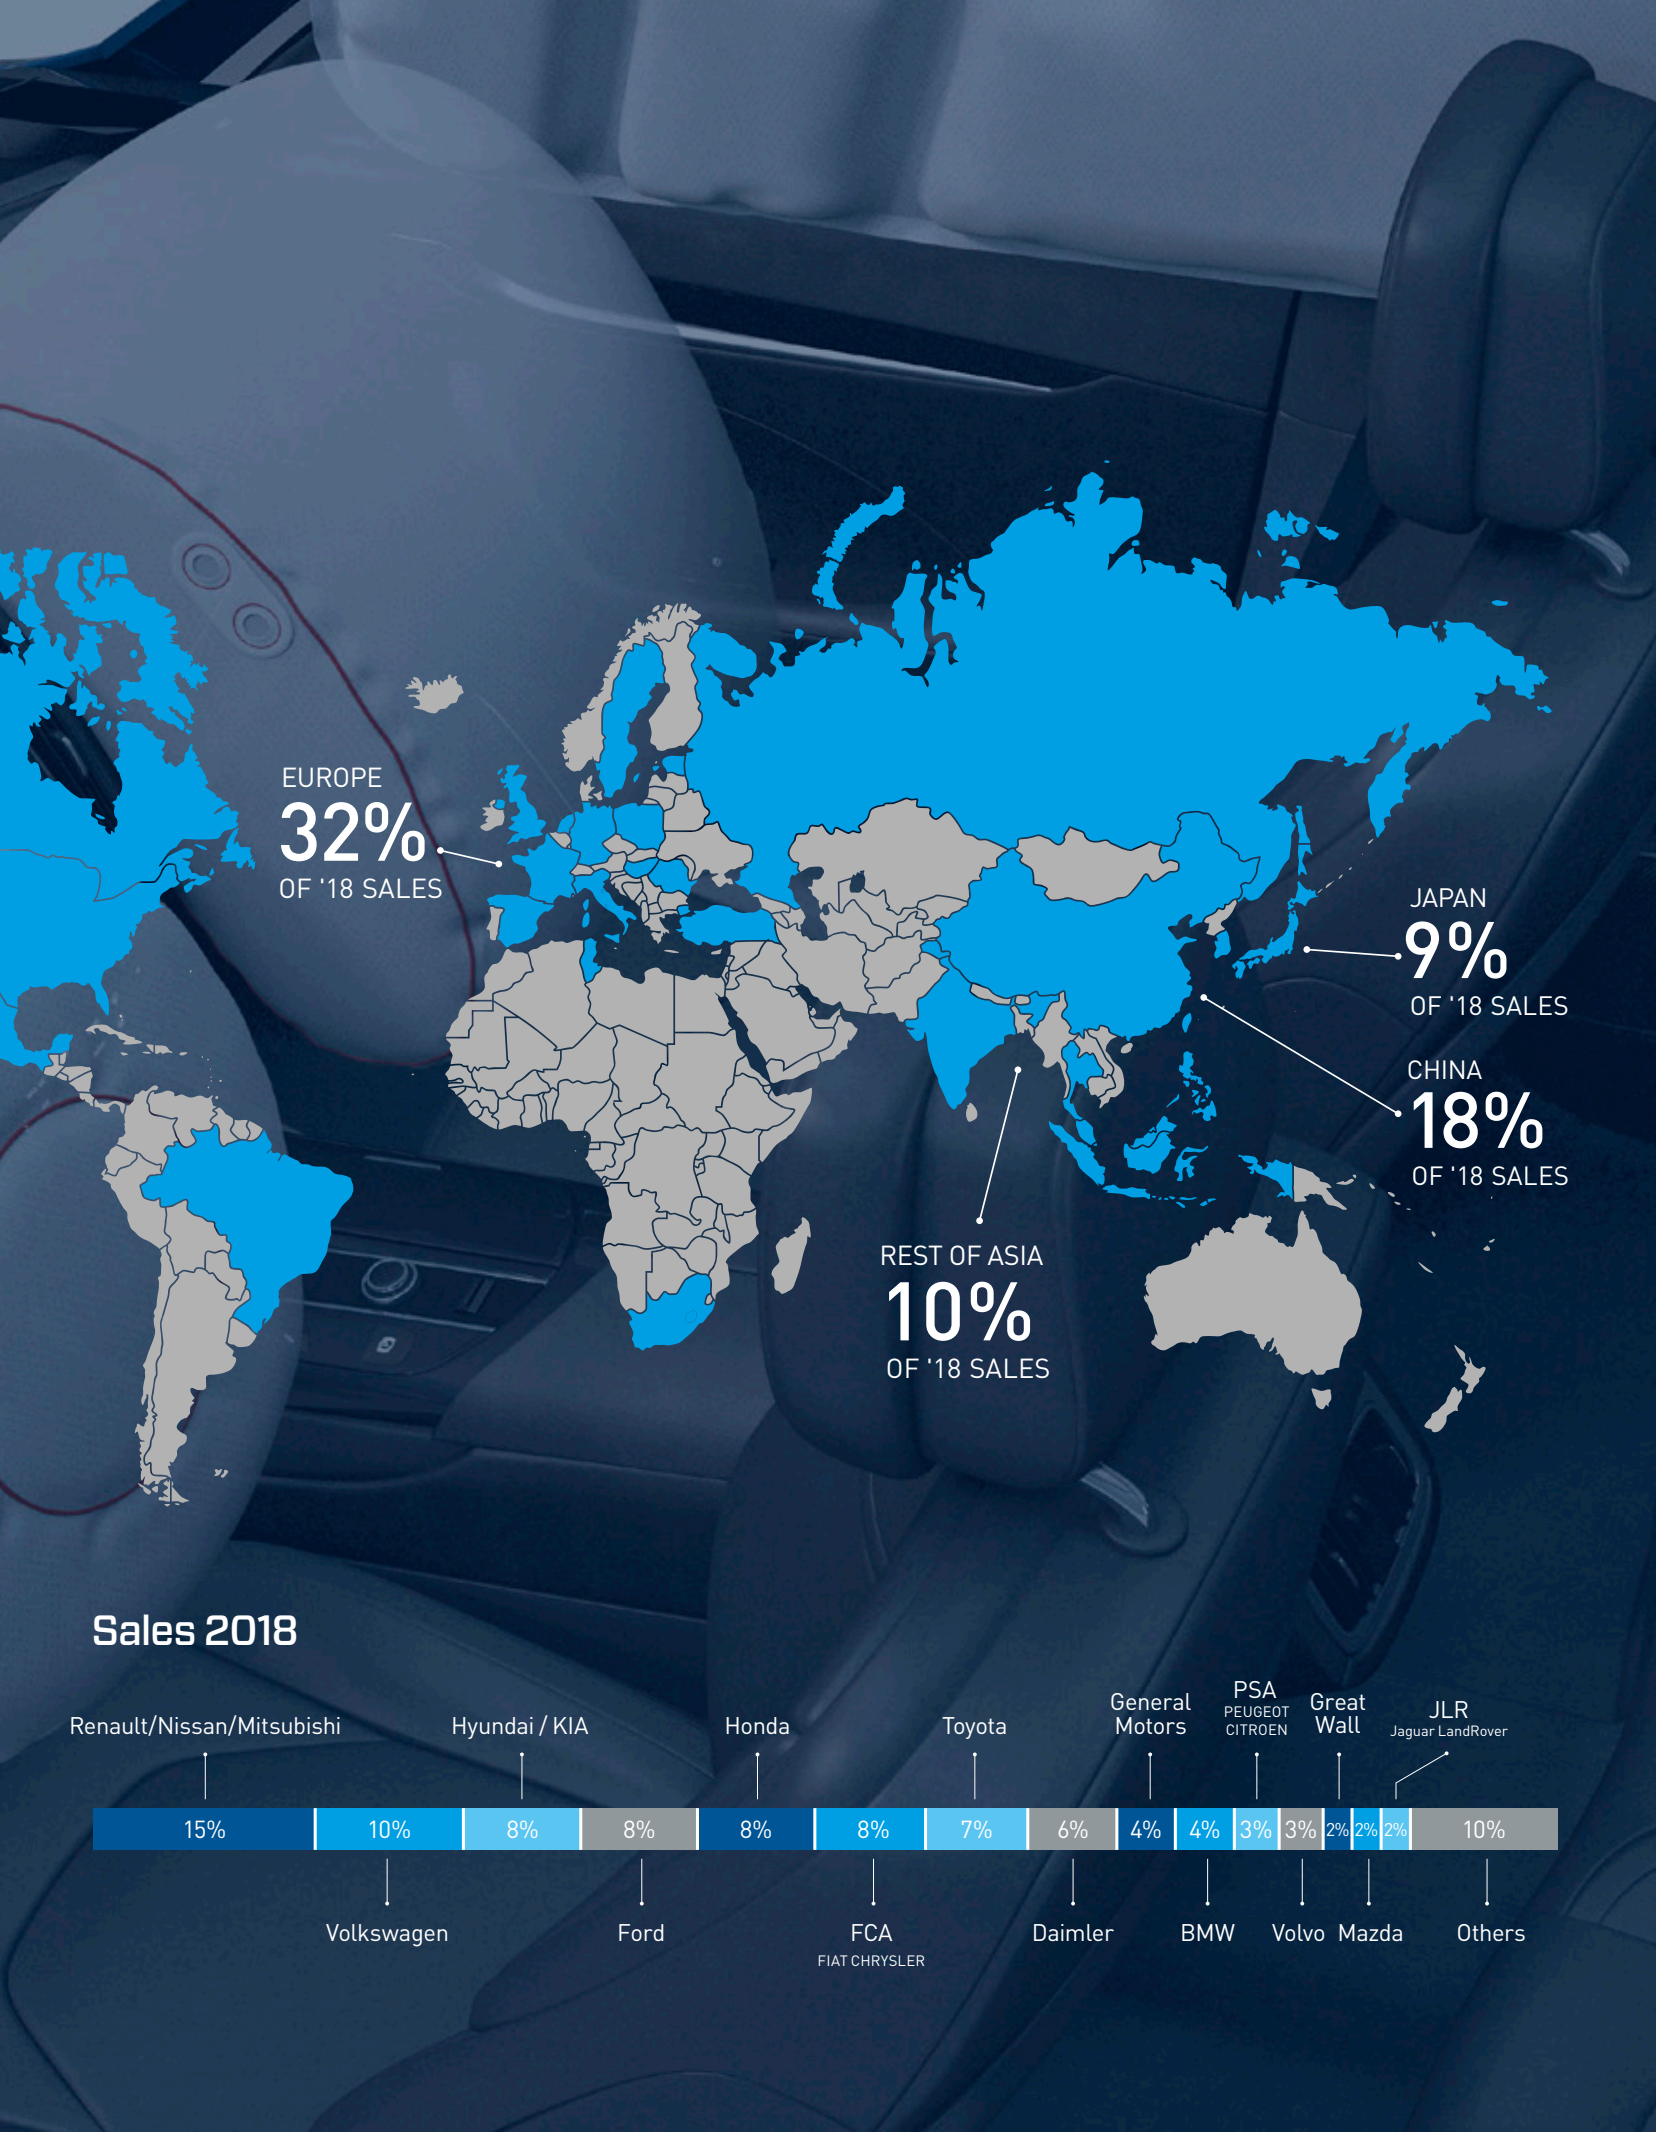 EUROPE
32%
OF '18 SALES
JAPAN
9%
OF '18 SALES
CHINA
18%
OF '18 SALES
REST OF ASIA
10%
OF '18 SALES
Sales 2018
Renault/Nissan/Mitsubishi
Hyundai / KIA
Honda
Toyota
General
Motors
PSA
PEUGEOT
CITROEN
Great
Wall
JLR
Jaguar LandRover
15% 10% 8% 8% 8% 8% 7% 6% 4% 4% 3% 3% 2% 2% 2% 10%
Volkswagen
Ford
FCA
FIAT CHRYSLER
Daimler
BMW
Volvo
Mazda
Others